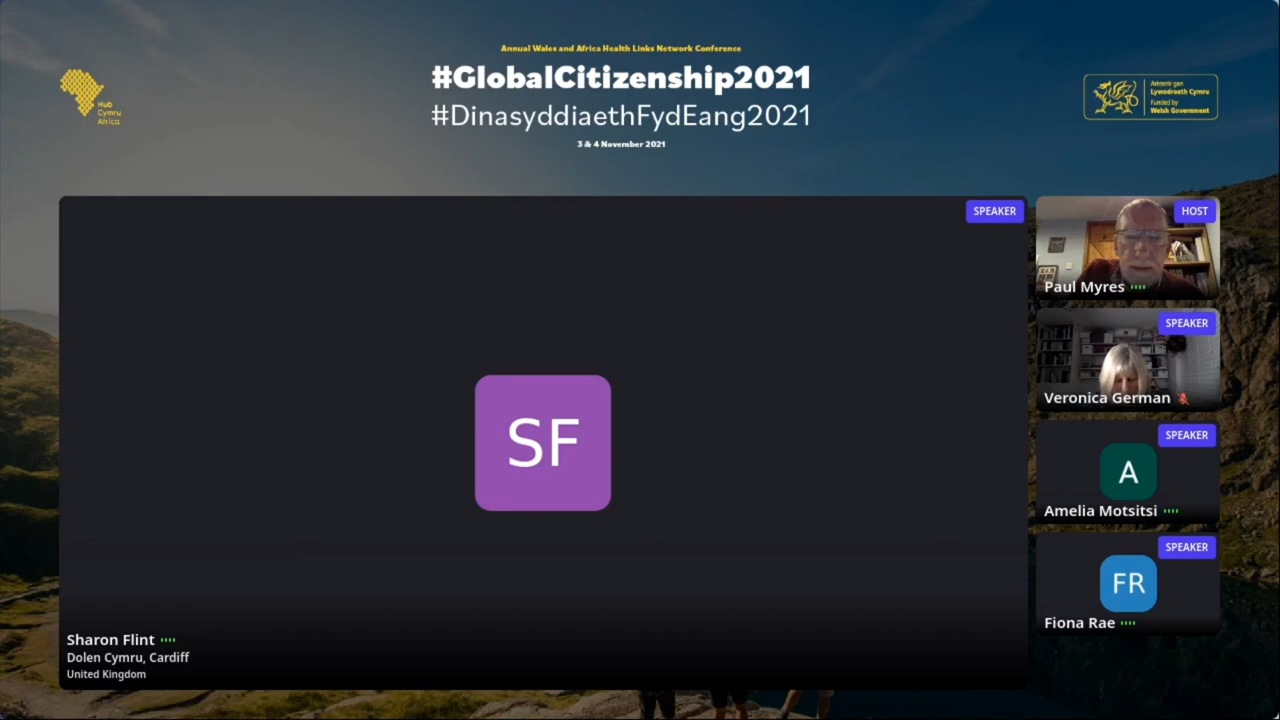 Annual Wales and Africa Health Links Network Conference
#GlobalCitizenship2021
#DinasyddiaethFydEang2021
3 & 4 November 2021
Hub
Cymru
Africa
Ariennir gan
Lywodraeth Cymru
Funded by
Welsh Government
SPEAKER
SF
Sharon Flint
Dolen Cymru, Cardiff
United Kingdom
HOST
Paul Myres
SPEAKER
Veronica German
SPEAKER
A
Amelia Motsitsi
SPEAKER
FR
Fiona Rae